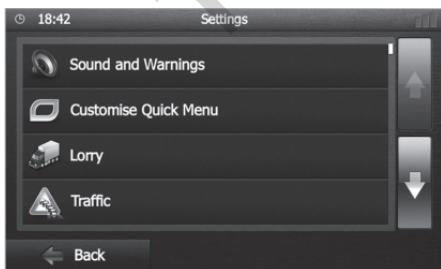 18:42 Settings
Sound and Warnings
Customise Quick Menu
Lorry
Traffic
Back